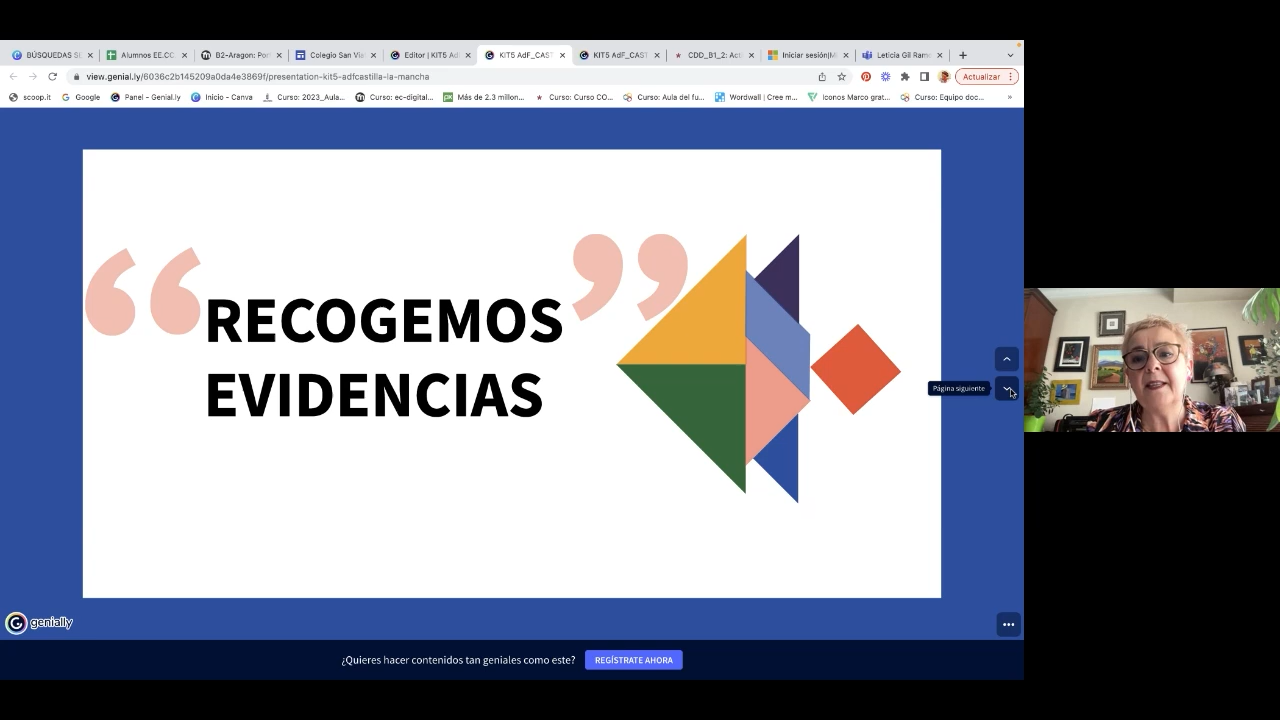 BÚSQUEDAS S
Alumnos EE.CC
B2-Aragon: Po
Colegio San Vi
Editor | KIT5 Ad
KIT5 AdF_CAST
KIT5 AdF_CAST
CDD_B1_2: Act
Iniciar sesión|M
Leticia Gil Ram
view.genial.ly/6036c2b145209a0da4e3869f/presentation-kit5-adfcastilla-la-mancha
Actualizar
scoop.it
Google
Panel - Genial.ly
Inicio - Canva
Curso: 2023_Aula...
Curso: ec-digital...
Más de 2.3 millon...
Curso: Curso CO...
Curso: Aula del fu...
Wordwall | Cree m...
Iconos Marco grat...
Curso: Equipo doc...
»
“RECOGEMOS
EVIDENCIAS”
Página siguiente
genially
¿Quieres hacer contenidos tan geniales como este?
REGÍSTRATE AHORA